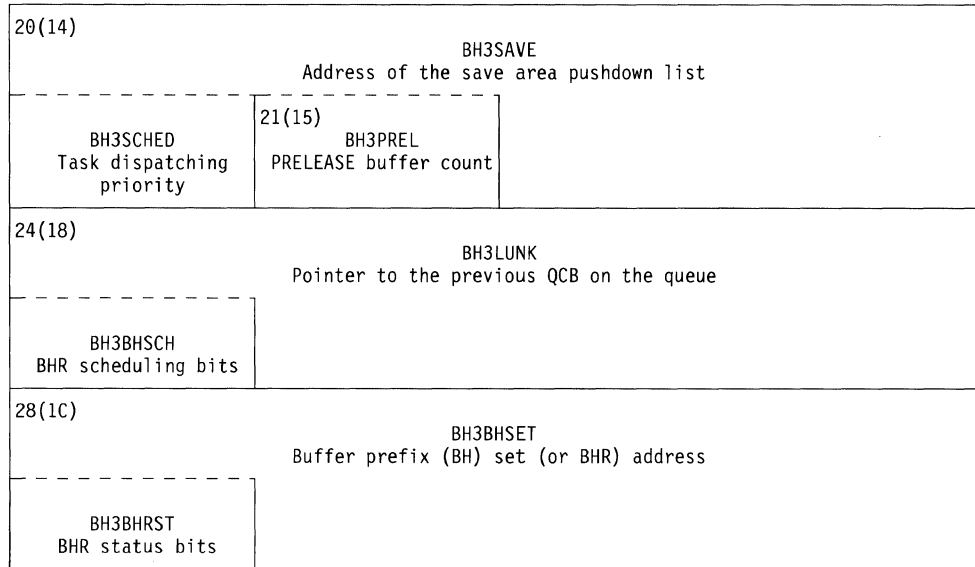 20(14)
BH3SAVE
Address of the save area pushdown list
21(15)
BH3SCHED
BH3PREL
Task dispatching
PRELEASE buffer count
priority
24(18)
BH3LUNK
Pointer to the previous QCB on the queue
BH3BHSCH
BHR scheduling bits
28(1C)
BH3BHSET
Buffer prefix (BH) set (or BHR) address
BH3BHRST
BHR status bits